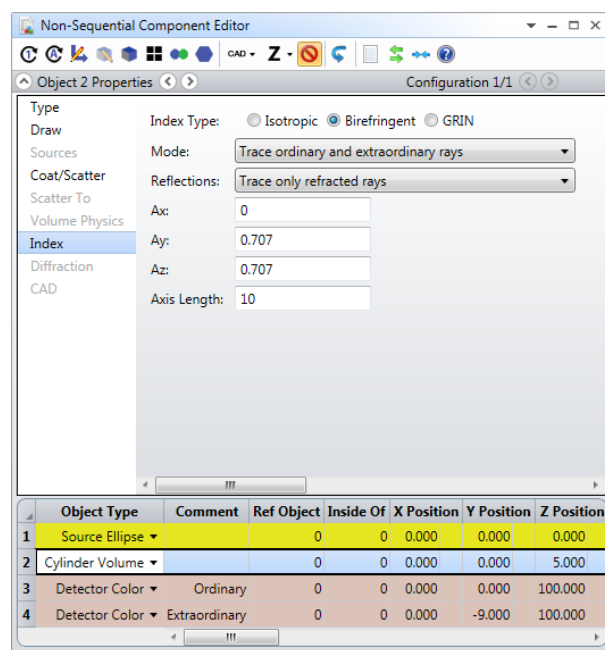 Non-Sequential Component Editor
CAD Z
Object 2 Properties Configuration 1/1
Type
Draw
Sources
Coat/Scatter
Scatter To
Volume Physics
Index
Diffraction
CAD
Index Type: Isotropic Birefringent GRIN
Mode: Trace ordinary and extraordinary rays
Reflections: Trace only refracted rays
Ax: 0
Ay: 0.707
Az: 0.707
Axis Length: 10
Object Type Comment Ref Object Inside Of X Position Y Position Z Position
1 Source Ellipse 0 0 0.000 0.000 0.000
2 Cylinder Volume 0 0 0.000 0.000 5.000
3 Detector Color Ordinary 0 0 0.000 0.000 100.000
4 Detector Color Extraordinary 0 0 0.000 -9.000 100.000